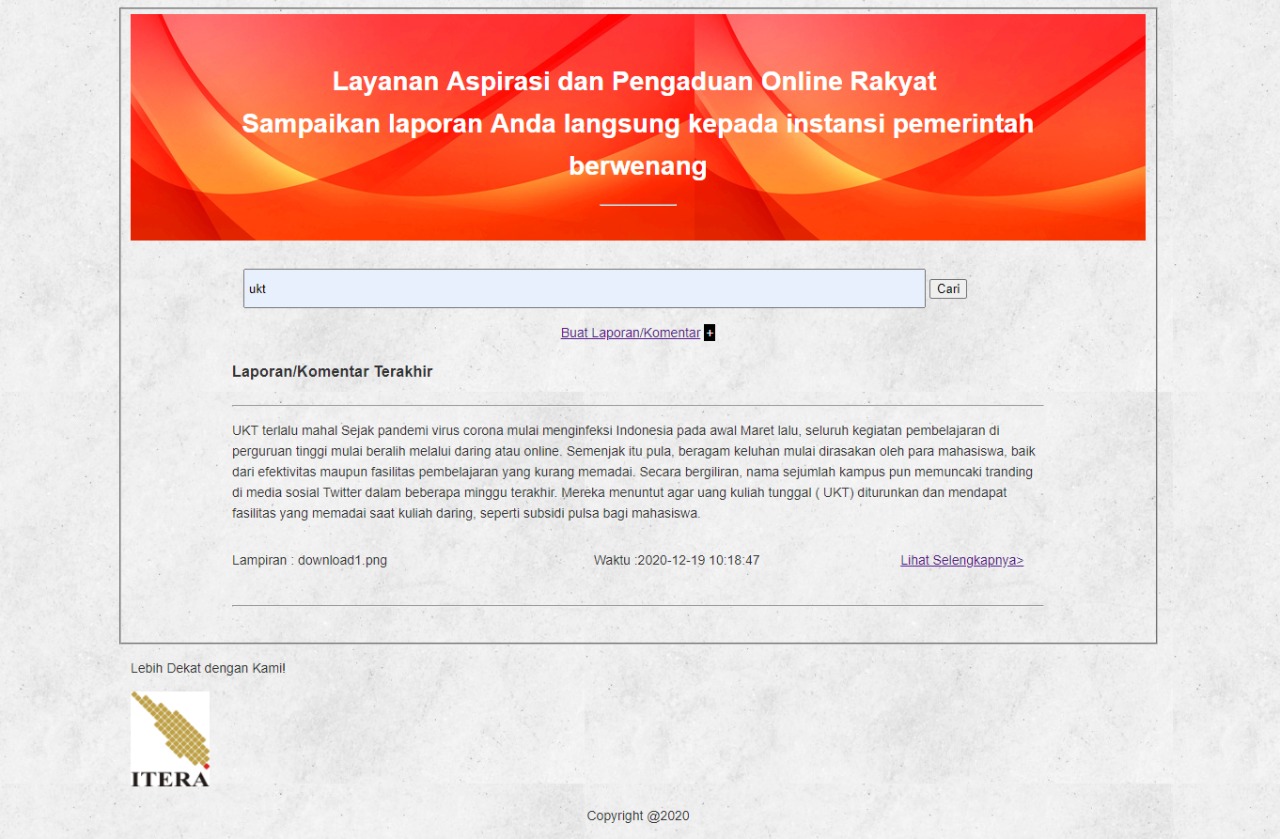 Layanan Aspirasi dan Pengaduan Online Rakyat
Sampaikan laporan Anda langsung kepada instansi pemerintah
berwenang
ukt Cari
Buat Laporan/Komentar +
Laporan/Komentar Terakhir
UKT terlalu mahal Sejak pandemi virus corona mulai menginfeksi Indonesia pada awal Maret lalu, seluruh kegiatan pembelajaran di
perguruan tinggi mulai beralih melalui daring atau online. Semenjak itu pula, beragam keluhan mulai dirasakan oleh para mahasiswa, baik
dari efektivitas maupun fasilitas pembelajaran yang kurang memadai. Secara bergiliran, nama sejumlah kampus pun memuncaki tranding
di media sosial Twitter dalam beberapa minggu terakhir. Mereka menuntut agar uang kuliah tunggal ( UKT) diturunkan dan mendapat
fasilitas yang memadai saat kuliah daring, seperti subsidi pulsa bagi mahasiswa.
Lampiran : download1.png Waktu :2020-12-19 10:18:47 Lihat Selengkapnya>
Lebih Dekat dengan Kami!
ITERA
Copyright @2020